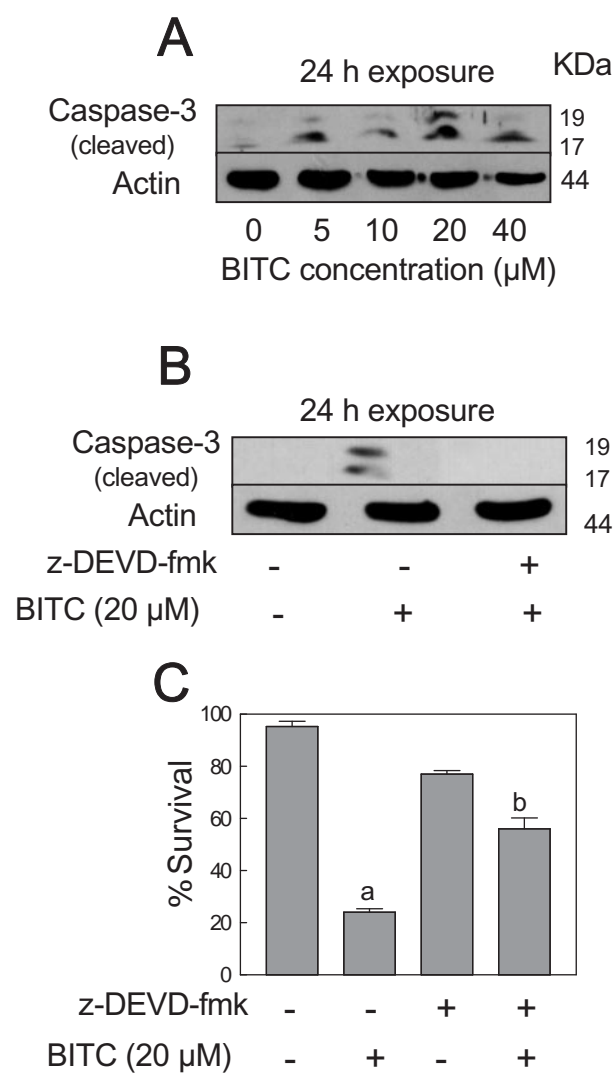 A
24 h exposure KDa
Caspase-3 19
(cleaved) 17
Actin 44
0 5 10 20 40
BITC concentration (µM)
B
24 h exposure
Caspase-3 19
(cleaved) 17
Actin 44
z-DEVD-fmk - - +
BITC (20 µM) - + +
C
100
80
60
40
20
0
%Survival
a
b
z-DEVD-fmk - - + +
BITC (20 µM) - + - +